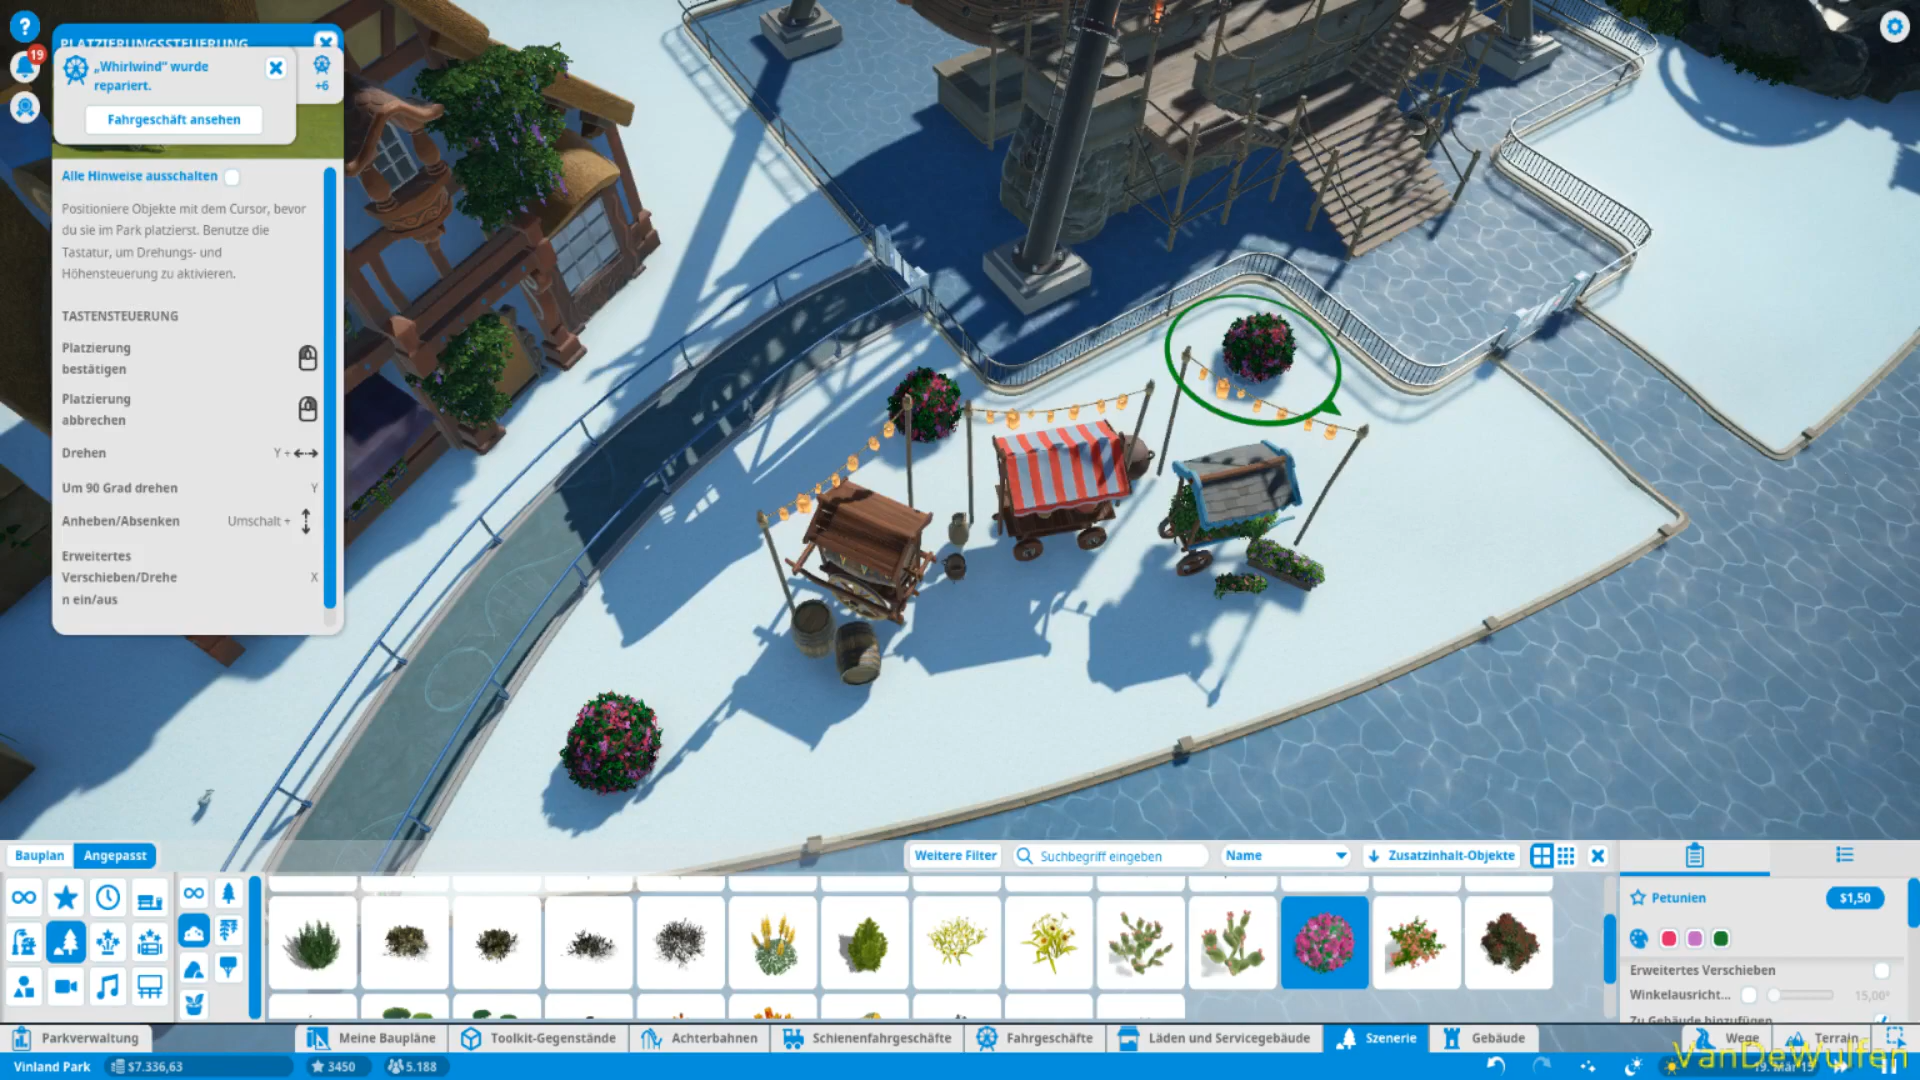 ?
19
PLATZIERUNGSSTEUERUNG
„Whirlwind" wurde
repariert.
+6
Fahrgeschäft ansehen
Alle Hinweise ausschalten
Positioniere Objekte mit dem Cursor, bevor
du sie im Park platzierst. Benutze die
Tastatur, um Drehungs- und
Höhensteuerung zu aktivieren.
TASTENSTEUERUNG
Platzierung
bestätigen
Platzierung
abbrechen
Drehen Y +
Um 90 Grad drehen Y
Anheben/Absenken Umschalt +
Erweitertes
Verschieben/Drehe X
n ein/aus
Bauplan Angepasst
Weitere Filter Suchbegriff eingeben Name Zusatzinhalt-Objekte
Petunien $1,50
Erweitertes Verschieben
Winkelausricht... 15,00°
Zu Gebäude hinzufügen
Parkverwaltung Meine Baupläne Toolkit-Gegenstände Achterbahnen Schienenfahrgeschäfte Fahrgeschäfte Läden und Servicegebäude Szenerie Gebäude Wege Terrain
Vinland Park $7.336,63 3450 5.188
VanDeWulfen